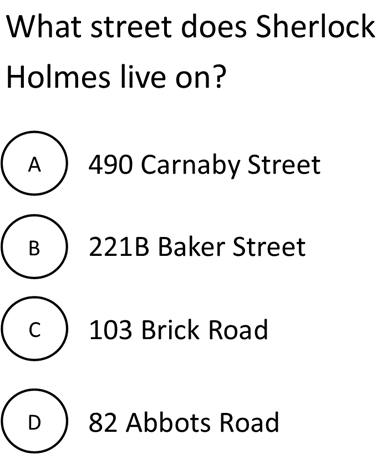 What street does Sherlock
Holmes live on?
A 490 Carnaby Street
B 221B Baker Street
C 103 Brick Road
D 82 Abbots Road